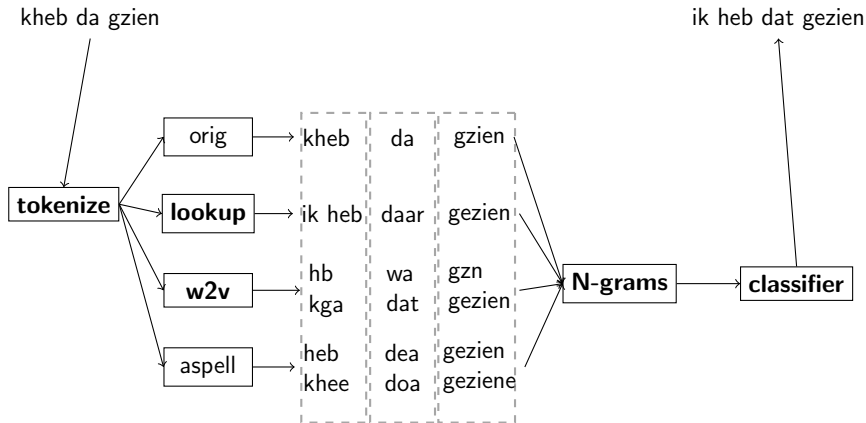 kheb da gzien
ik heb dat gezien
orig
kheb
da
gzien
tokenize
lookup
ik heb
daar
gezien
w2v
hb
wa
gzn
kga
dat
gezien
N-grams
classifier
aspell
heb
dea
gezien
khee
doa
geziene